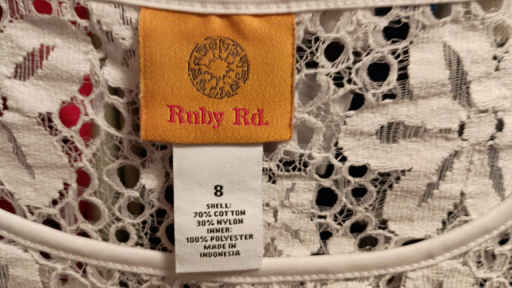 Ruby Rd.
8
SHELL:
70% COTTON
30% NYLON
INNER:
100% POLYESTER
MADE IN
INDONESIA